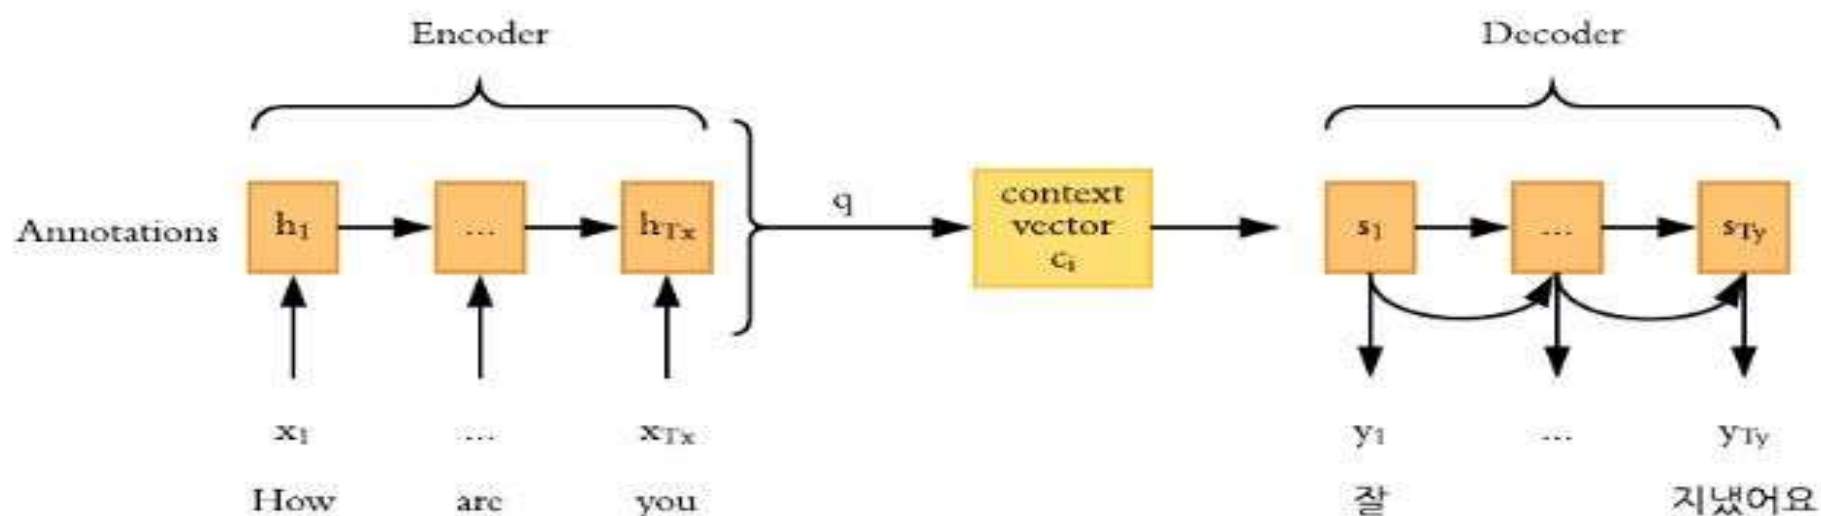 Encoder
Decoder
Annotations
h1
...
hTx
q
context
vector
ci
s1
...
sTy
x1
...
xTx
y1
...
yTy
How
are
you
잘
지냈어요